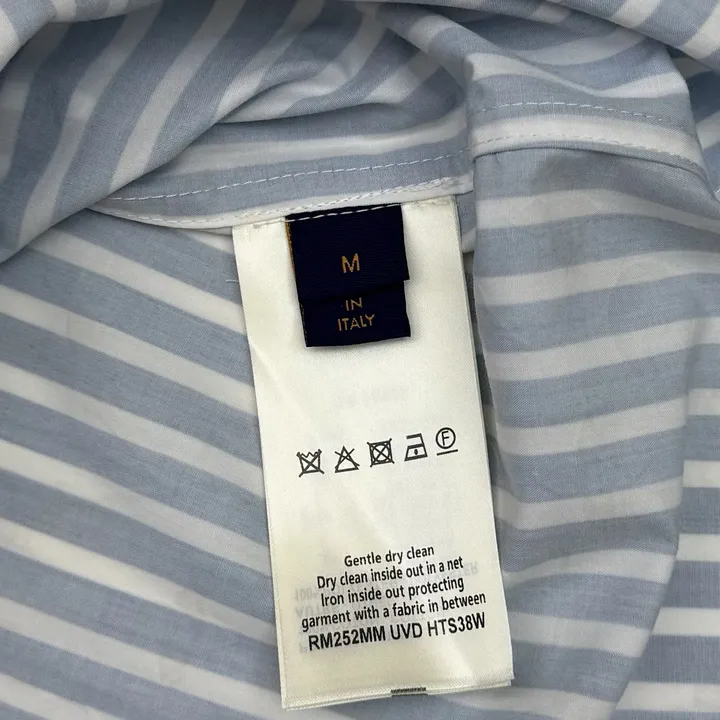 M
IN
ITALY
F
Gentle dry clean
Dry clean inside out in a net
Iron inside out protecting
garment with a fabric in between
RM252MM UVD HTS38W